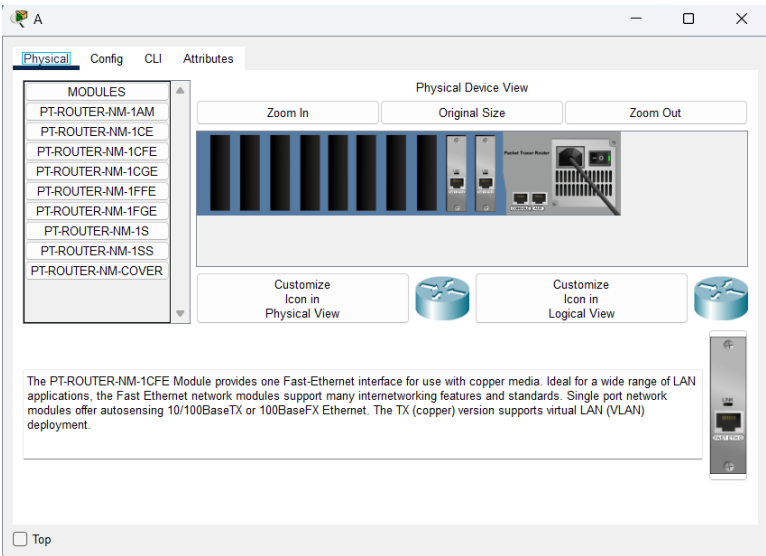 A
Physical Config CLI Attributes
MODULES
PT-ROUTER-NM-1AM
PT-ROUTER-NM-1CE
PT-ROUTER-NM-1CFE
PT-ROUTER-NM-1CGE
PT-ROUTER-NM-1FFE
PT-ROUTER-NM-1FGE
PT-ROUTER-NM-1S
PT-ROUTER-NM-1SS
PT-ROUTER-NM-COVER
Physical Device View
Zoom In Original Size Zoom Out
Packet Tracer Router
Customize
Icon in
Physical View
Customize
Icon in
Logical View
The PT-ROUTER-NM-1CFE Module provides one Fast-Ethernet interface for use with copper media. Ideal for a wide range of LAN
applications, the Fast Ethernet network modules support many internetworking features and standards. Single port network
modules offer autosensing 10/100BaseTX or 100BaseFX Ethernet. The TX (copper) version supports virtual LAN (VLAN)
deployment.
LINK
Top